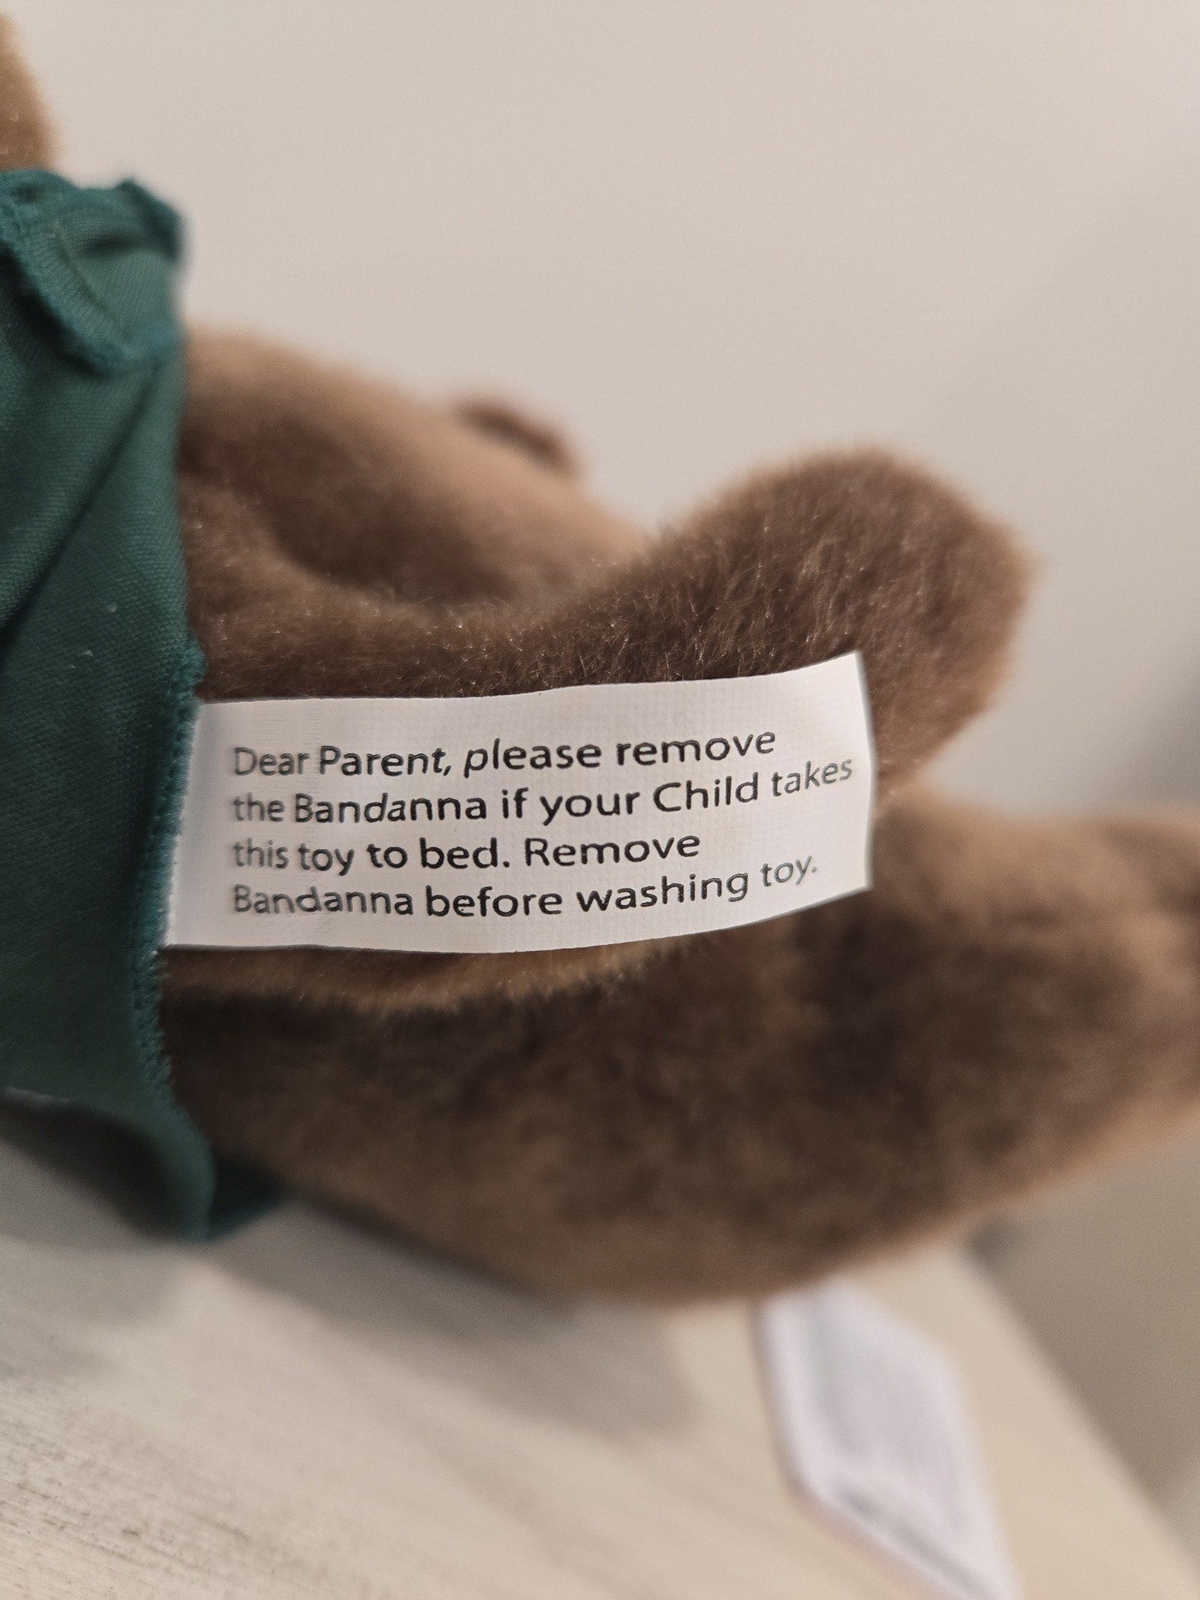 Dear Parent, please remove
the Bandanna if your Child takes
this toy to bed. Remove
Bandanna before washing toy.